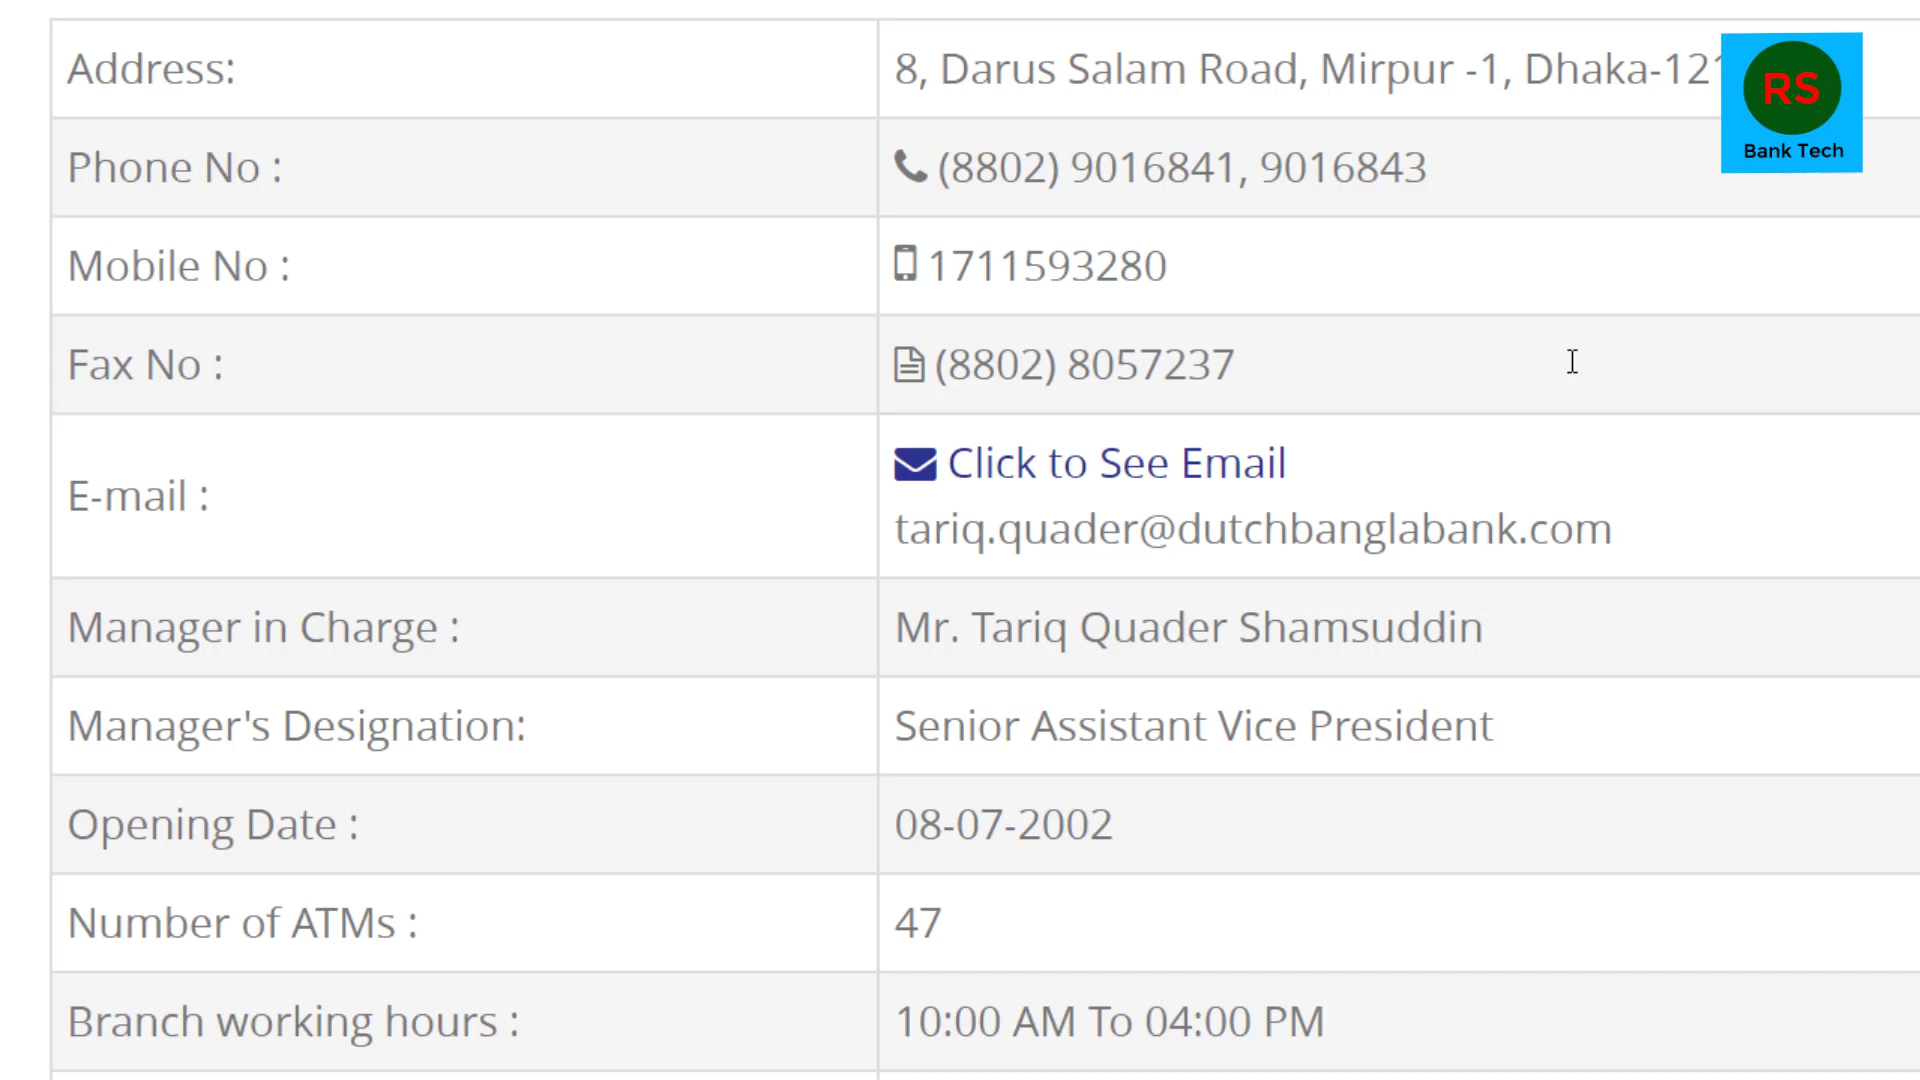 Address: 8, Darus Salam Road, Mirpur -1, Dhaka-121
RS
Bank Tech
Phone No : (8802) 9016841, 9016843
Mobile No : 1711593280
Fax No : (8802) 8057237
E-mail : Click to See Email
tariq.quader@dutchbanglabank.com
Manager in Charge : Mr. Tariq Quader Shamsuddin
Manager's Designation: Senior Assistant Vice President
Opening Date : 08-07-2002
Number of ATMs : 47
Branch working hours : 10:00 AM To 04:00 PM